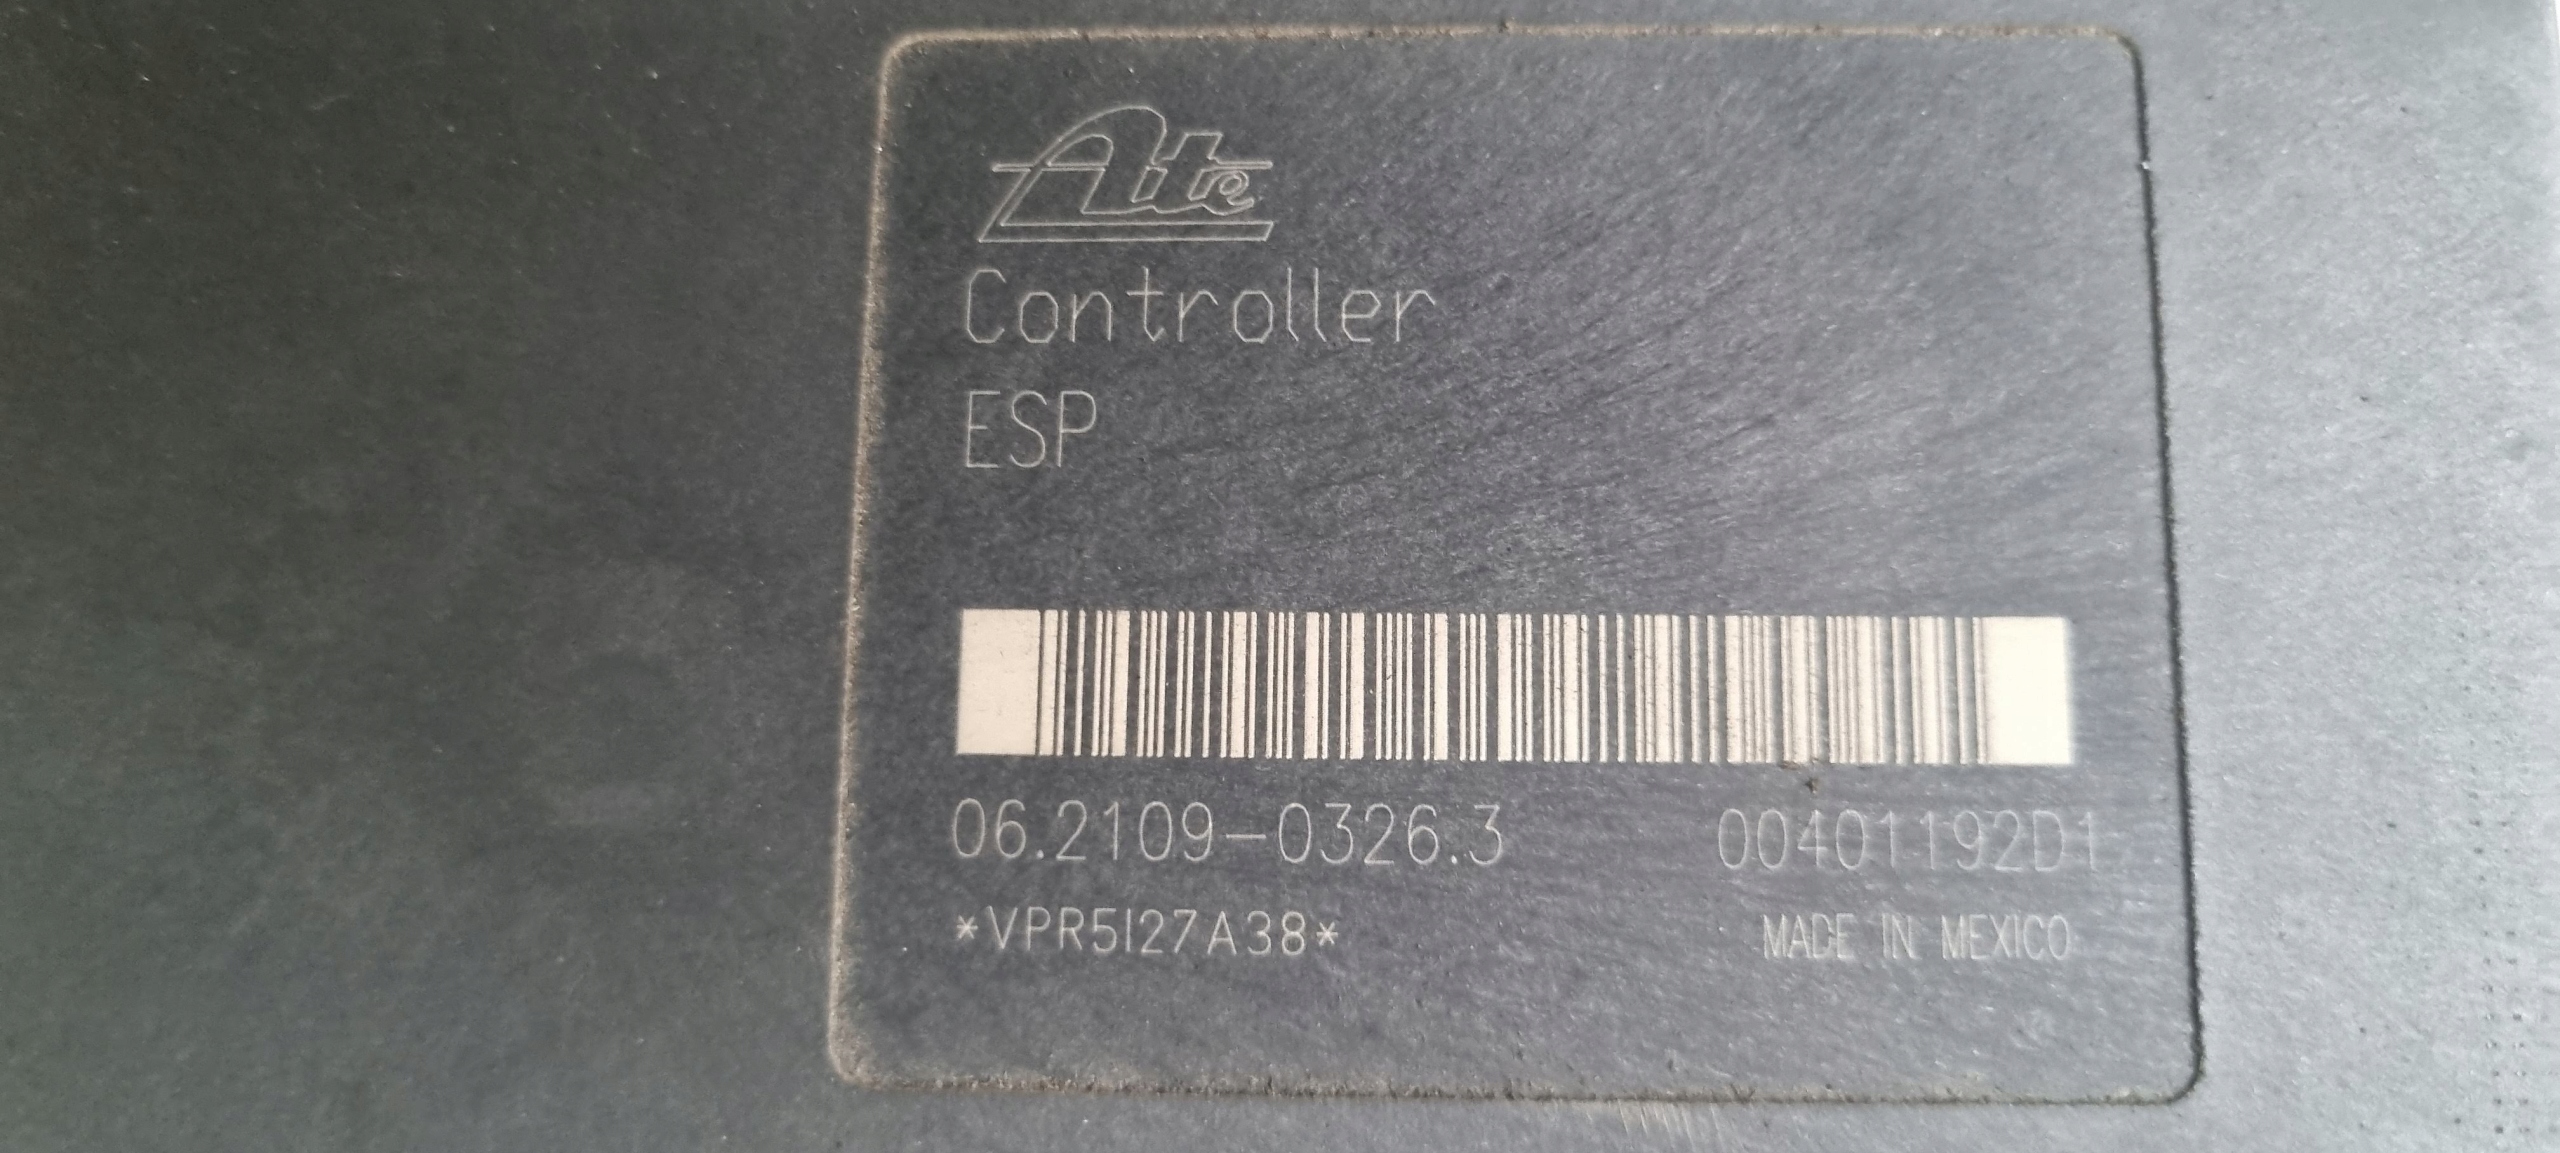 Ate
Controller
ESP
06.2109-0326.3 00401192D1
*VPR5I27A38* MADE IN MEXICO